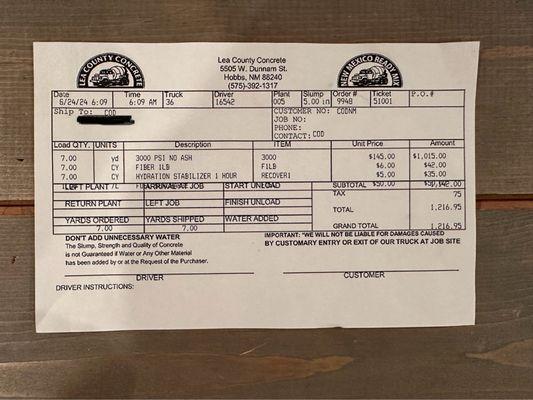 LEA COUNTY CONCRETE
Lea County Concrete
5505 W. Dunnam St.
Hobbs, NM 88240
(575)-392-1317
NEW MEXICO READY MIX
Date Time Truck Driver Plant Slump Order # Ticket P.O.#
8/24/24 6:09 6:09 AM 36 16542 005 5.00 in 9948 51001
Ship To: COD
CUSTOMER NO: CODNM
JOB NO:
PHONE:
CONTACT: COD
Load QTY. UNITS Description ITEM Unit Price Amount
7.00 yd 3000 PSI NO ASH 3000 $145.00 $1,015.00
7.00 CY FIBER 1LB F1LB $6.00 $42.00
7.00 CY HYDRATION STABILIZER 1 HOUR RECOVER1 $5.00 $35.00
LEFT PLANT ARRIVAL AT JOB START UNLOAD SUBTOTAL $50.00
RETURN PLANT LEFT JOB FINISH UNLOAD
TAX 75
TOTAL 1,216.95
YARDS ORDERED YARDS SHIPPED WATER ADDED
7.00 7.00
GRAND TOTAL 1,216.95
DON'T ADD UNNECESSARY WATER
The Slump, Strength and Quality of Concrete
is not Guaranteed if Water or Any Other Material
has been added by or at the Request of the Purchaser.
IMPORTANT: "WE WILL NOT BE LIABLE FOR DAMAGES CAUSED
BY CUSTOMARY ENTRY OR EXIT OF OUR TRUCK AT JOB SITE
DRIVER
CUSTOMER
DRIVER INSTRUCTIONS: